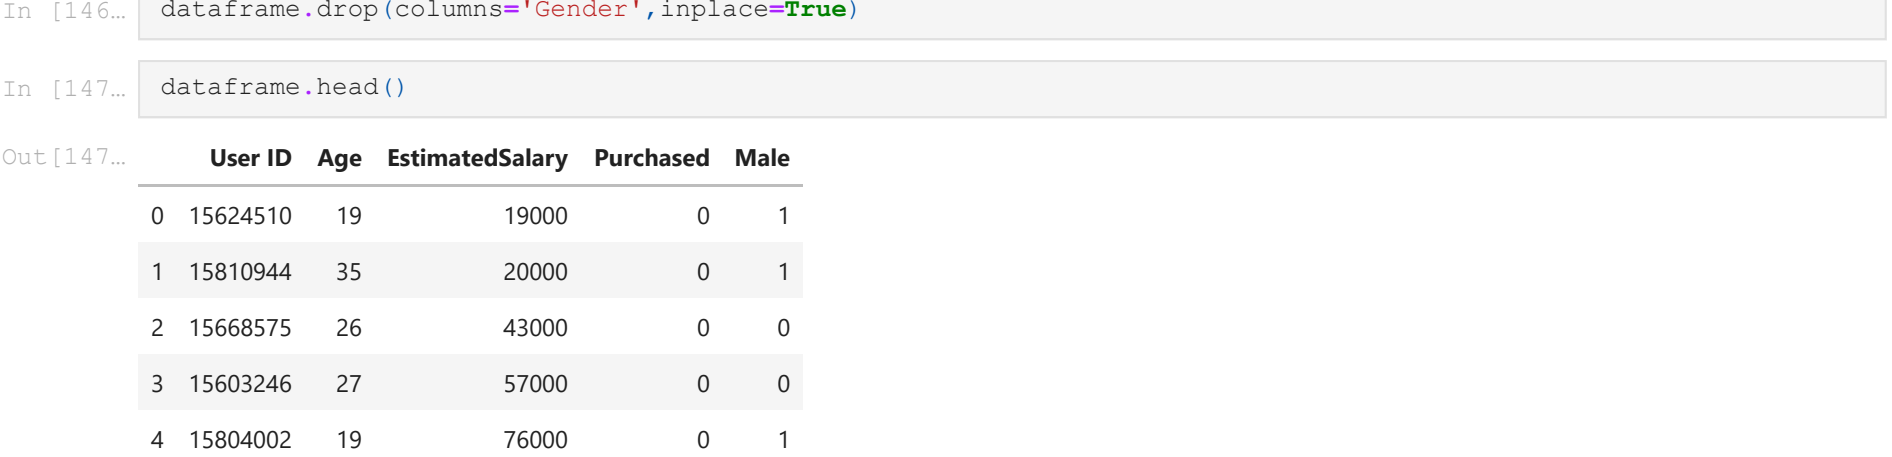 In [146… dataframe.drop(columns='Gender',inplace=True)
In [147… dataframe.head()
Out[147… User ID Age EstimatedSalary Purchased Male
0 15624510 19 19000 0 1
1 15810944 35 20000 0 1
2 15668575 26 43000 0 0
3 15603246 27 57000 0 0
4 15804002 19 76000 0 1